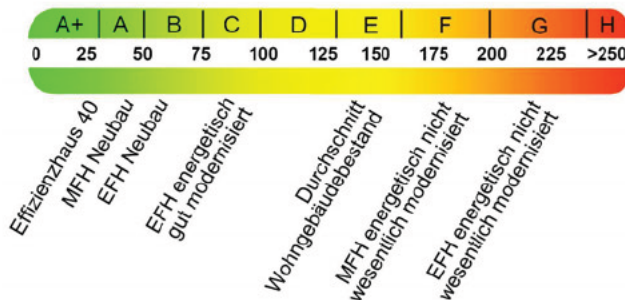 A+ A B C D E F G H
0 25 50 75 100 125 150 175 200 225 >250
Effizienzhaus 40
MFH Neubau
EFH Neubau
EFH energetisch
gut modernisiert
Durchschnitt
Wohngebäudebestand
MFH energetisch nicht
wesentlich modernisiert
EFH energetisch nicht
wesentlich modernisiert